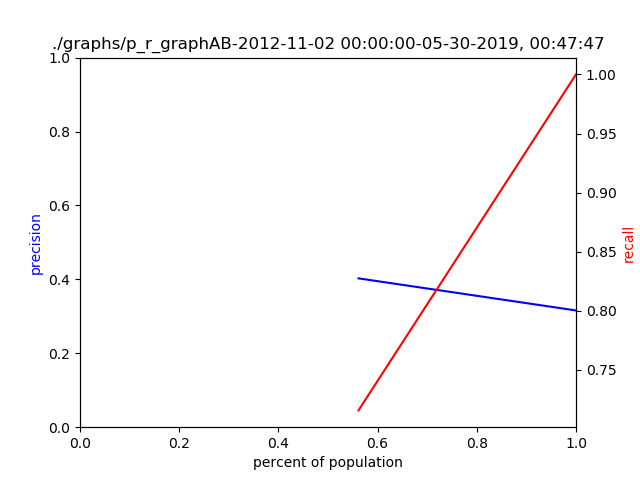 ./graphs/p_r_graphAB-2012-11-02 00:00:00-05-30-2019, 00:47:47
1.0
0.8
0.6
0.4
0.2
0.0
precision
0.0 0.2 0.4 0.6 0.8 1.0
percent of population
1.00
0.95
0.90
0.85
0.80
0.75
recall